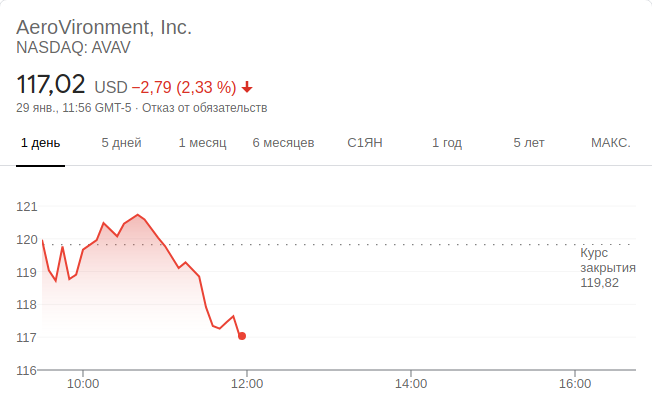 AeroVironment, Inc.
NASDAQ: AVAV
117,02 USD −2,79 (2,33 %)
29 янв., 11:56 GMT-5 · Отказ от обязательств
1 день 5 дней 1 месяц 6 месяцев С1ЯН 1 год 5 лет МАКС.
121
120
119
118
117
116
Курс
закрытия
119,82
10:00 12:00 14:00 16:00